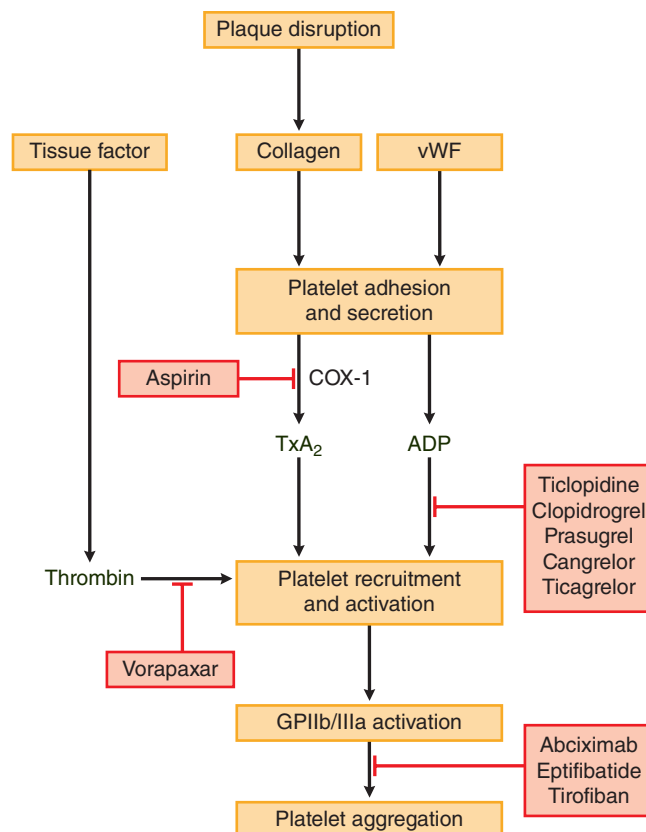 Plaque disruption
Tissue factor
Collagen
vWF
Platelet adhesion
and secretion
Aspirin
COX-1
TxA₂
ADP
Ticlopidine
Clopidrogrel
Prasugrel
Cangrelor
Ticagrelor
Thrombin
Platelet recruitment
and activation
Vorapaxar
GPIIb/IIIa activation
Abciximab
Eptifibatide
Tirofiban
Platelet aggregation